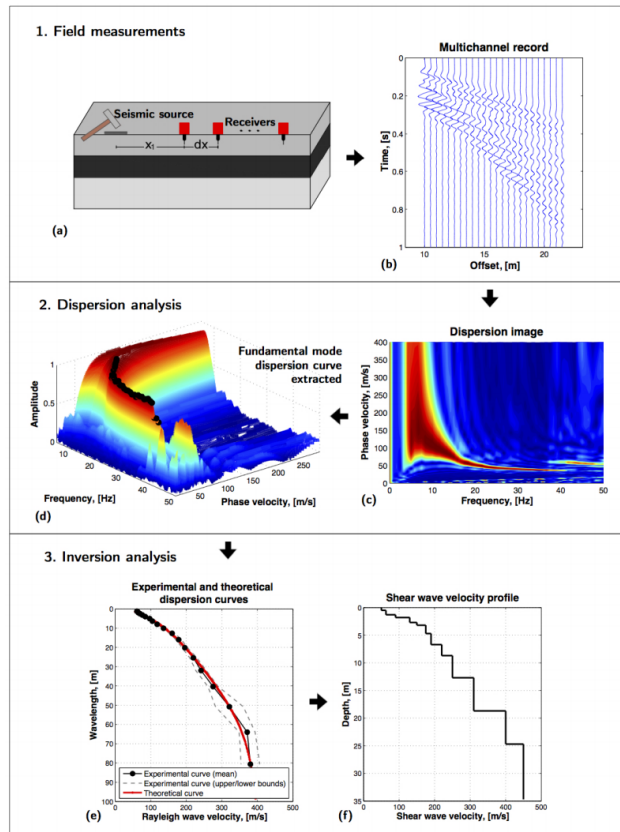 1. Field measurements
Seismic source
Receivers
x₁
dx
(a)
Multichannel record
Time, [s]
0
0.2
0.4
0.6
0.8
1
10
15
20
Offset, [m]
(b)
2. Dispersion analysis
Fundamental mode
dispersion curve
extracted
Amplitude
1
0.5
0
10
20
30
40
50
Frequency, [Hz]
50
100
150
200
250
Phase velocity, [m/s]
(d)
Dispersion image
Phase velocity, [m/s]
400
350
300
250
200
150
100
50
0
0
10
20
30
40
50
Frequency, [Hz]
(c)
3. Inversion analysis
Experimental and theoretical
dispersion curves
Wavelength, [m]
0
10
20
30
40
50
60
70
80
90
100
Experimental curve (mean)
Experimental curve (upper/lower bounds)
Theoretical curve
0
100
200
300
400
500
Rayleigh wave velocity, [m/s]
(e)
Shear wave velocity profile
Depth, [m]
0
5
10
15
20
25
30
35
0
100
200
300
400
500
Shear wave velocity, [m/s]
(f)